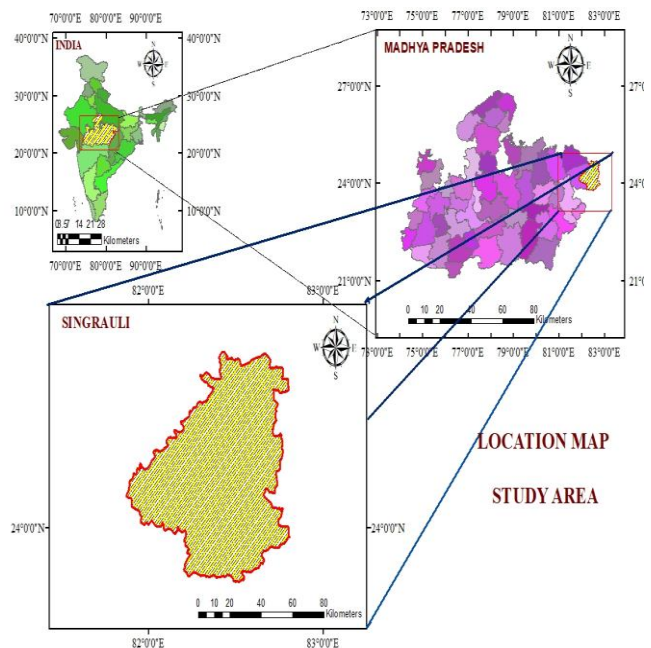 70°0'0"E 80°0'0"E 90°0'0"E
INDIA
N
W E
S
40°0'0"N 40°0'0"N
30°0'0"N 30°0'0"N
20°0'0"N 20°0'0"N
10°0'0"N 10°0'0"N
03.57 14 21 28
Kilometers
70°0'0"E 80°0'0"E 90°0'0"E
73°0'0"E 75°0'0"E 77°0'0"E 79°0'0"E 81°0'0"E 83°0'0"E
MADHYA PRADESH
N
W E
S
27°0'0"N 27°0'
24°0'0"N 24°0'
21°0'0"N 21°0'
0 10 20 40 60 80
Kilometers
73°0'0"E 75°0'0"E 77°0'0"E 79°0'0"E 81°0'0"E 83°0'0"E
82°0'0"E 83°0'0"E
SINGRAULI
N
W E
S
24°0'0"N 24°0'0"N
0 10 20 40 60 80
Kilometers
82°0'0"E 83°0'0"E
LOCATION MAP
STUDY AREA